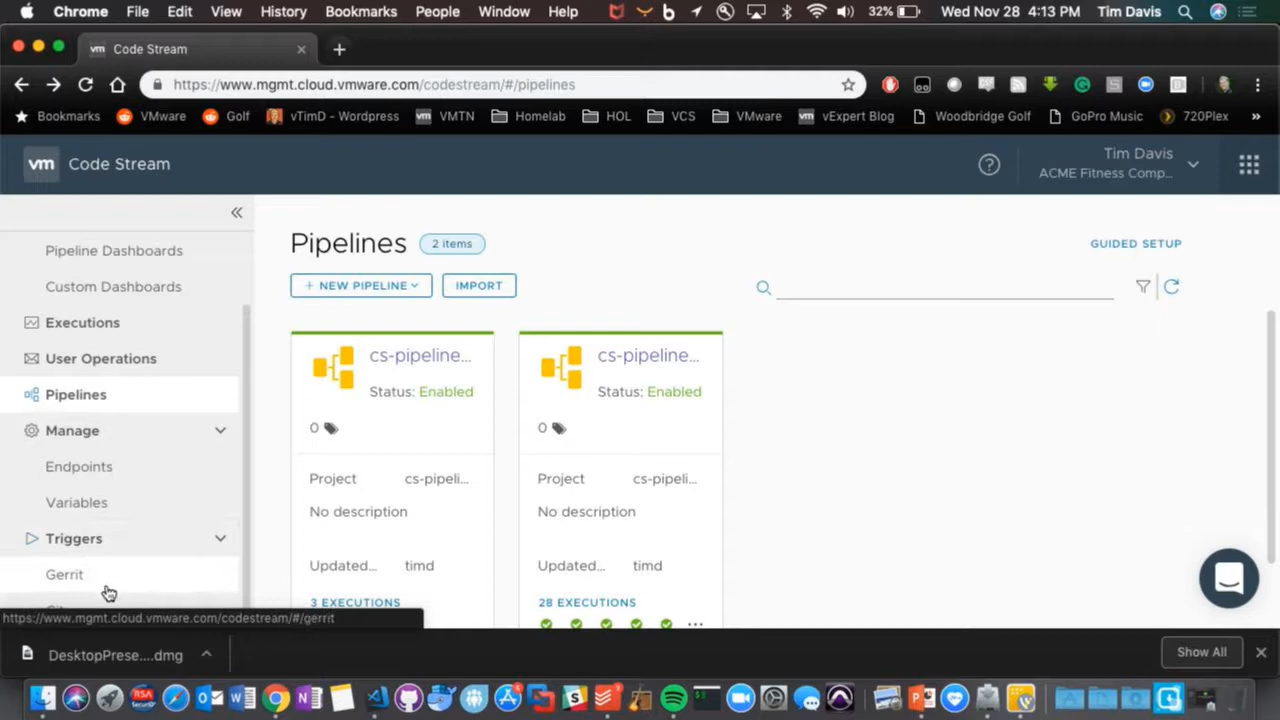 Chrome File Edit View History Bookmarks People Window Help 32% Wed Nov 28 4:13 PM Tim Davis
vm Code Stream
https://www.mgmt.cloud.vmware.com/codestream/#/pipelines
Bookmarks VMware Golf vTimD - Wordpress VMTN Homelab HOL VCS VMware vExpert Blog Woodbridge Golf GoPro Music 720Plex »
vm Code Stream
Tim Davis
ACME Fitness Comp...
Pipeline Dashboards
Custom Dashboards
Executions
User Operations
Pipelines
Manage
Endpoints
Variables
Triggers
Gerrit
https://www.mgmt.cloud.vmware.com/codestream/#/gerrit
Pipelines 2 items
GUIDED SETUP
+ NEW PIPELINE
IMPORT
cs-pipeline...
Status: Enabled
0
Project cs-pipeli...
No description
Updated... timd
3 EXECUTIONS
cs-pipeline...
Status: Enabled
0
Project cs-pipeli...
No description
Updated... timd
28 EXECUTIONS
...
DesktopPrese....dmg
Show All
RSA